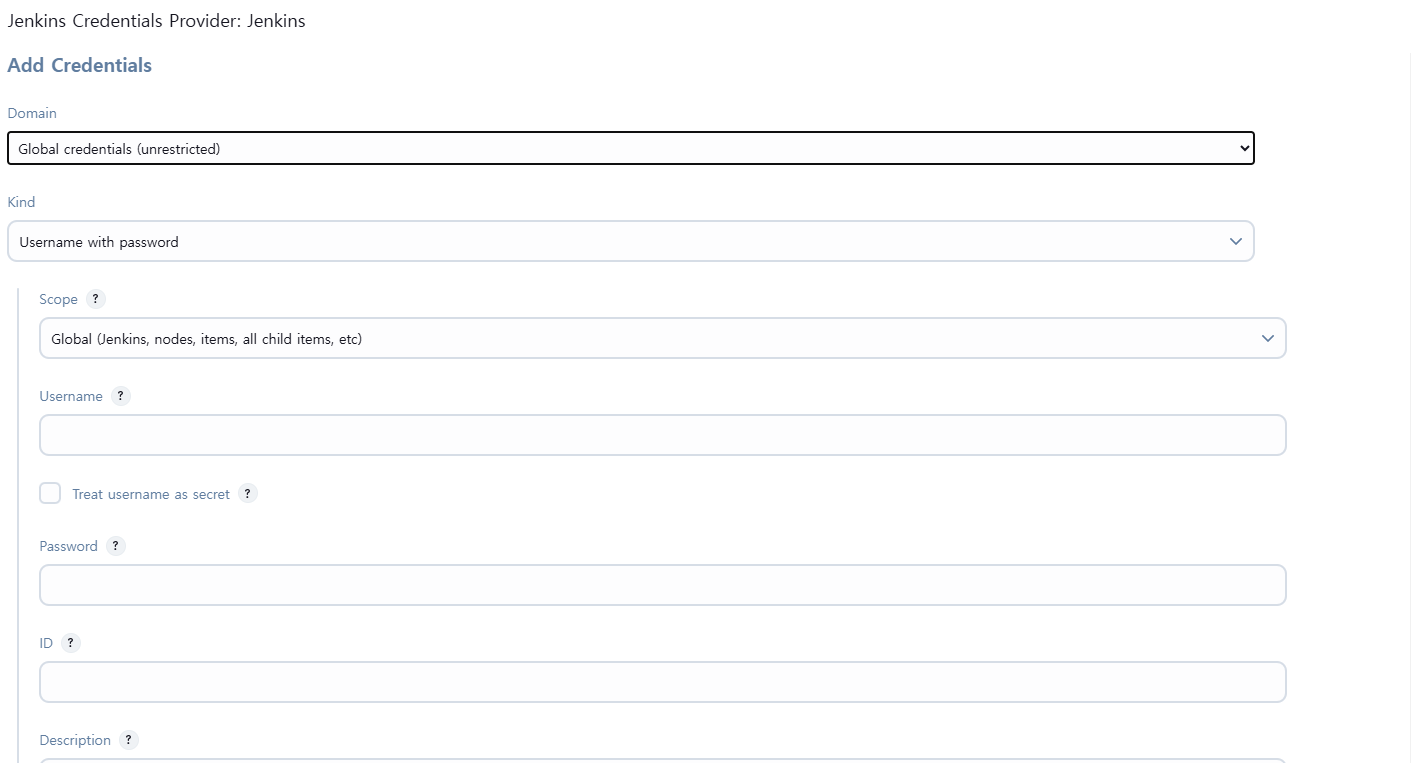 Jenkins Credentials Provider: Jenkins
Add Credentials
Domain
Global credentials (unrestricted)
Kind
Username with password
Scope ?
Global (Jenkins, nodes, items, all child items, etc)
Username ?
Treat username as secret ?
Password ?
ID ?
Description ?